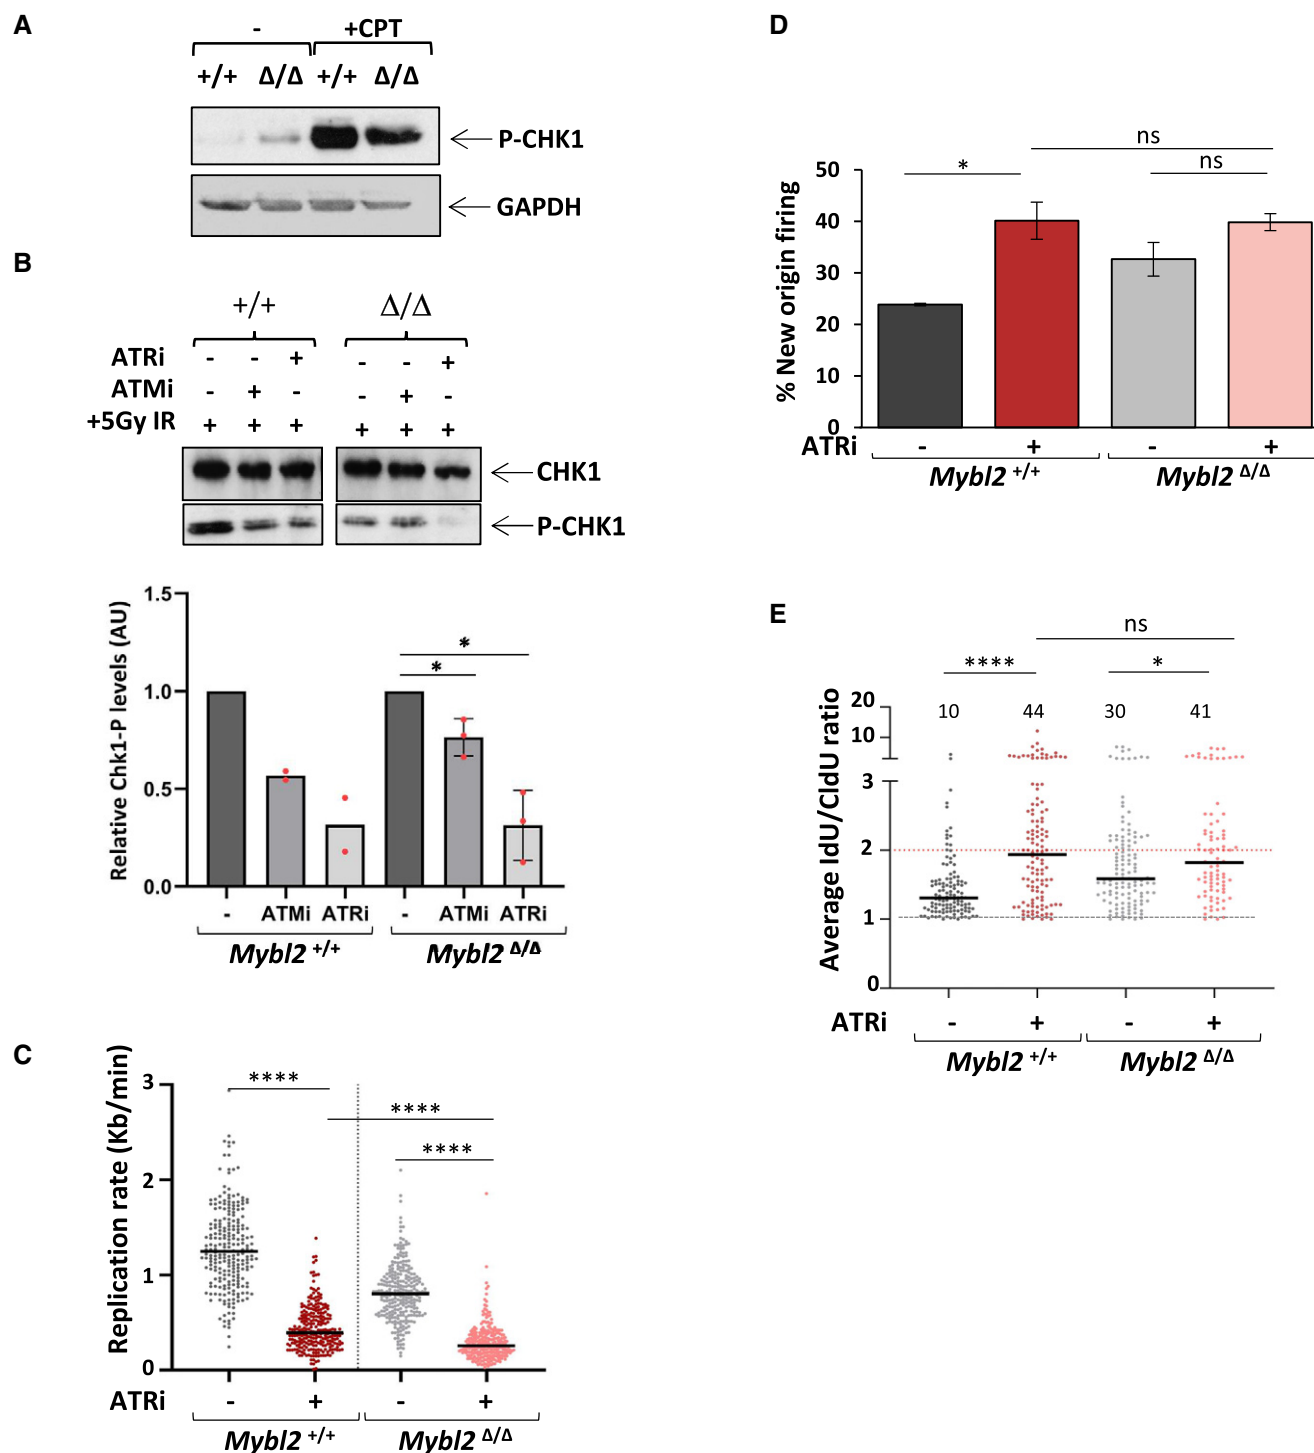 A
- +CPT
+/+ Δ/Δ +/+ Δ/Δ
P-CHK1
GAPDH
B
+/+ Δ/Δ
ATRi - - + - - +
ATMi - + - - + -
+5Gy IR + + + + + +
CHK1
P-CHK1
Relative Chk1-P levels (AU)
1.5
1.0
0.5
0.0
* *
- ATMi ATRi - ATMi ATRi
Mybl2 +/+ Mybl2 Δ/Δ
C
Replication rate (Kb/min)
3
2
1
0
****
****
****
ATRi - + - +
Mybl2 +/+ Mybl2 Δ/Δ
D
% New origin firing
50
40
30
20
10
0
ns
* ns
ATRi - + - +
Mybl2 +/+ Mybl2 Δ/Δ
E
Average IdU/CldU ratio
ns
**** *
10 44 30 41
20
10
3
2
1
0
ATRi - + - +
Mybl2 +/+ Mybl2 Δ/Δ